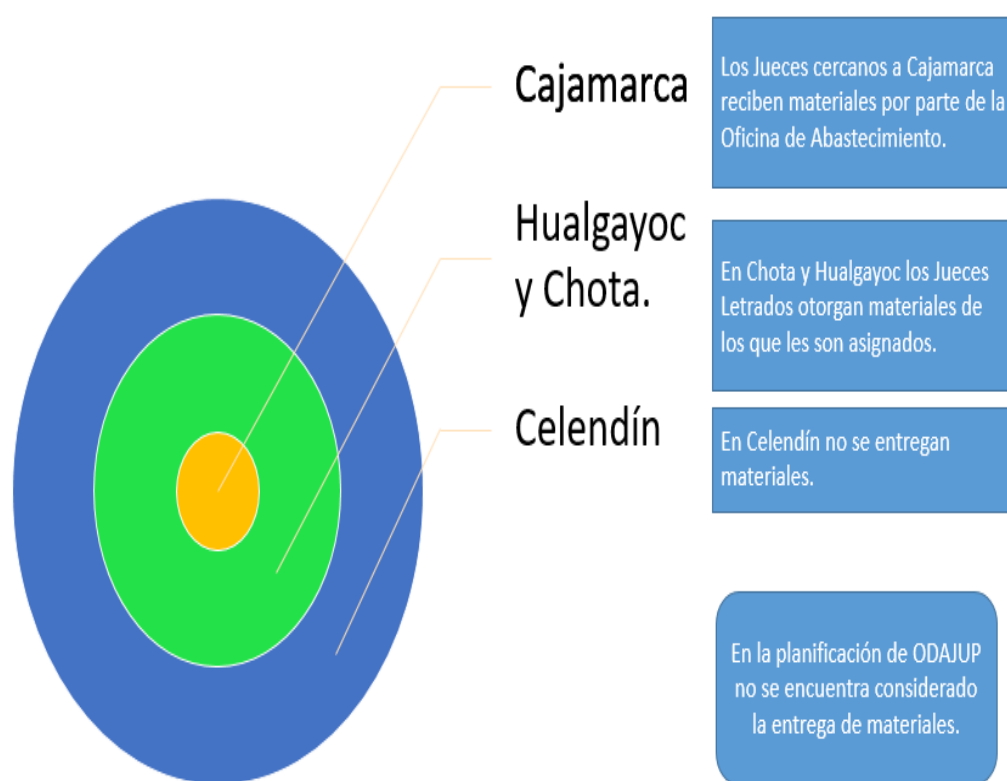 Cajamarca
Los Jueces cercanos a Cajamarca
reciben materiales por parte de la
Oficina de Abastecimiento.
Hualgayoc
y Chota.
En Chota y Hualgayoc los Jueces
Letrados otorgan materiales de
los que les son asignados.
Celendín
En Celendín no se entregan
materiales.
En la planificación de ODAJUP
no se encuentra considerado
la entrega de materiales.